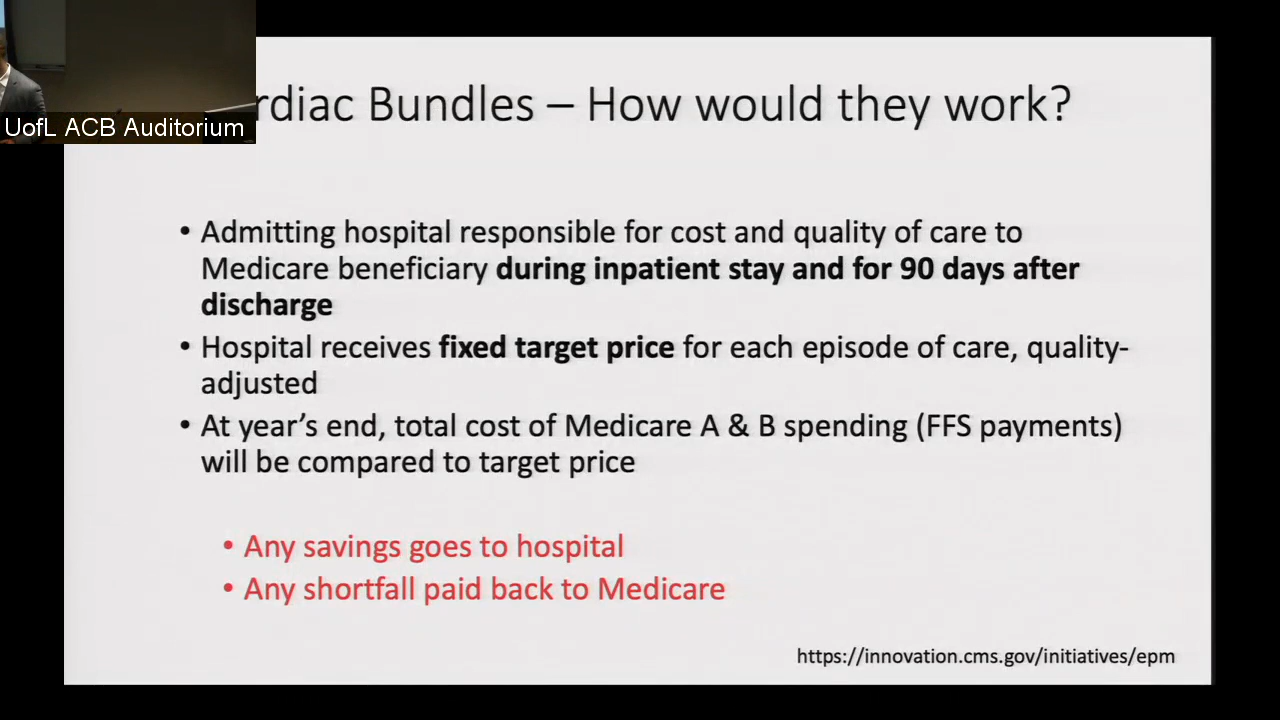 rdiac Bundles – How would they work?
UofL ACB Auditorium
• Admitting hospital responsible for cost and quality of care to
Medicare beneficiary during inpatient stay and for 90 days after
discharge
• Hospital receives fixed target price for each episode of care, quality-
adjusted
• At year’s end, total cost of Medicare A & B spending (FFS payments)
will be compared to target price
• Any savings goes to hospital
• Any shortfall paid back to Medicare
https://innovation.cms.gov/initiatives/epm